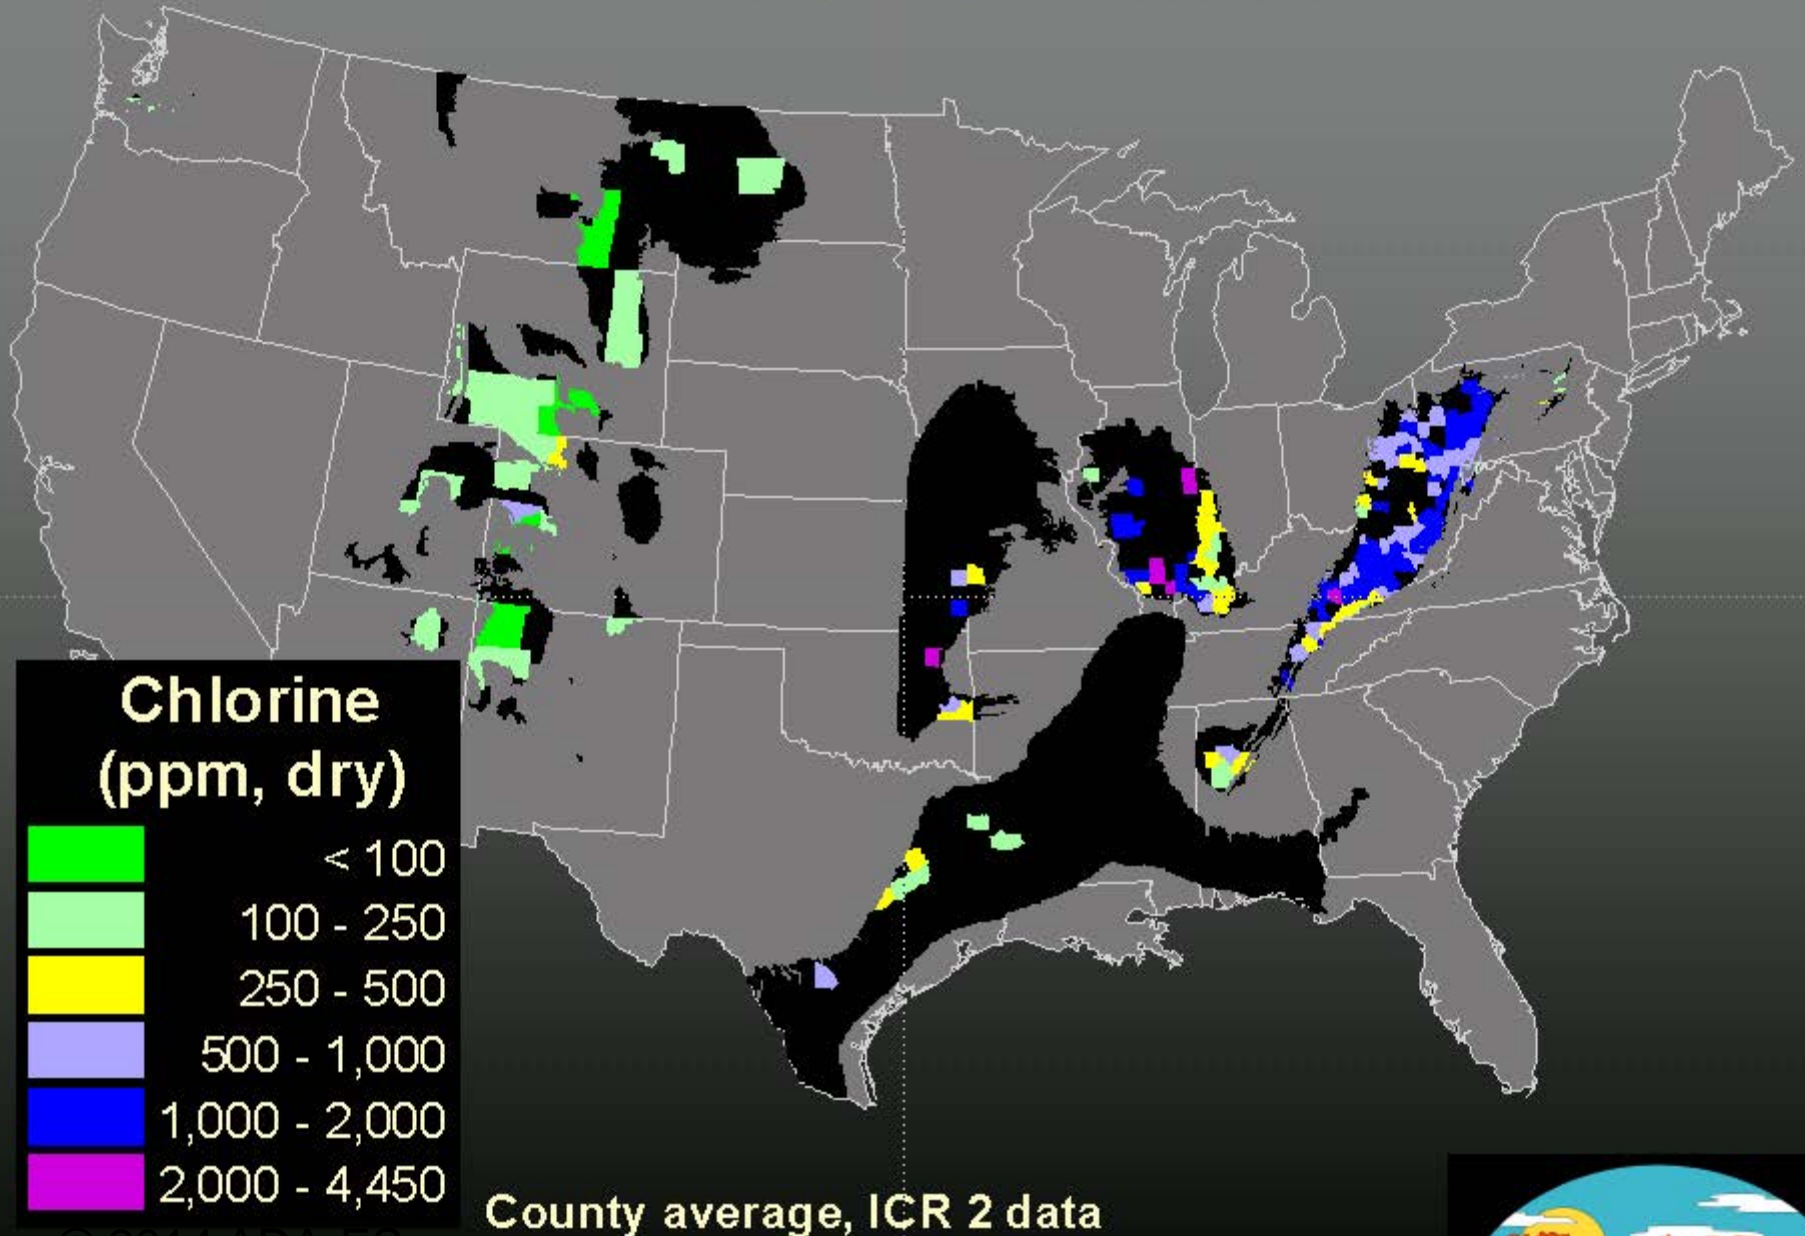 Chlorine
(ppm, dry)
< 100
100 - 250
250 - 500
500 - 1,000
1,000 - 2,000
2,000 - 4,450
County average, ICR 2 data